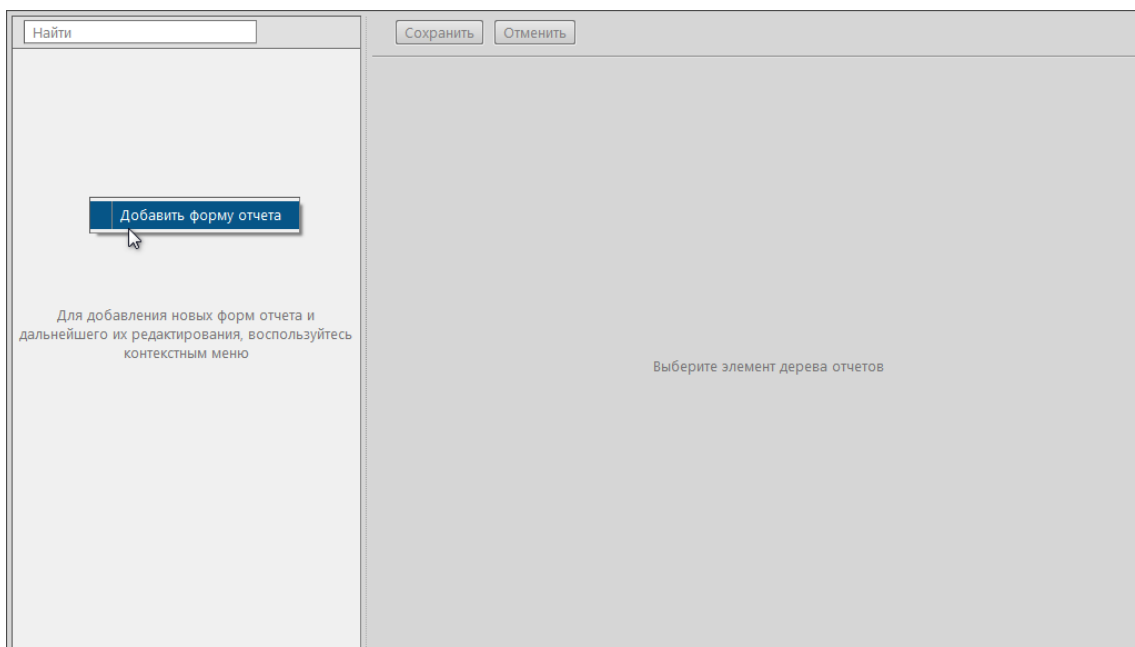 Найти
Сохранить
Отменить
Добавить форму отчета
Для добавления новых форм отчета и
дальнейшего их редактирования, воспользуйтесь
контекстным меню
Выберите элемент дерева отчетов